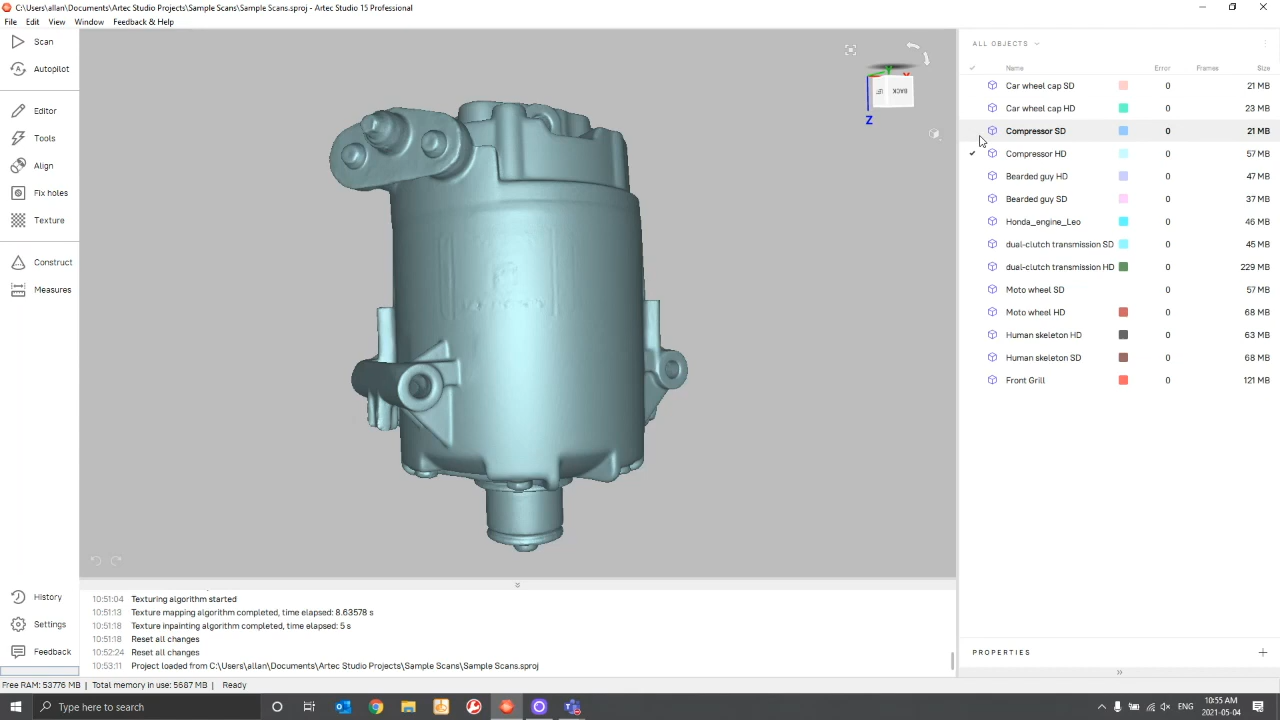 C:\Users\allan\Documents\Artec Studio Projects\Sample Scans\Sample Scans.sproj - Artec Studio 15 Professional
File Edit View Window Feedback & Help
Scan
Autopilot
Editor
Tools
Align
Fix holes
Texture
Construct
Measures
History
Settings
Feedback
BACK
Z
ALL OBJECTS
Name Error Frames Size
Car wheel cap SD 0 21 MB
Car wheel cap HD 0 23 MB
Compressor SD 0 21 MB
Compressor HD 0 57 MB
Bearded guy HD 0 47 MB
Bearded guy SD 0 37 MB
Honda_engine_Leo 0 46 MB
dual-clutch transmission SD 0 45 MB
dual-clutch transmission HD 0 229 MB
Moto wheel SD 0 57 MB
Moto wheel HD 0 68 MB
Human skeleton HD 0 63 MB
Human skeleton SD 0 68 MB
Front Grill 0 121 MB
PROPERTIES
10:51:04 Texturing algorithm started
10:51:13 Texture mapping algorithm completed, time elapsed: 8.63578 s
10:51:18 Texture inpainting algorithm completed, time elapsed: 5 s
10:51:18 Reset all changes
10:52:24 Reset all changes
10:53:11 Project loaded from C:\Users\allan\Documents\Artec Studio Projects\Sample Scans\Sample Scans.sproj
Free RAM: 53776 MB | Total memory in use: 5687 MB | Ready
Type here to search
ENG
10:55 AM
2021-05-04